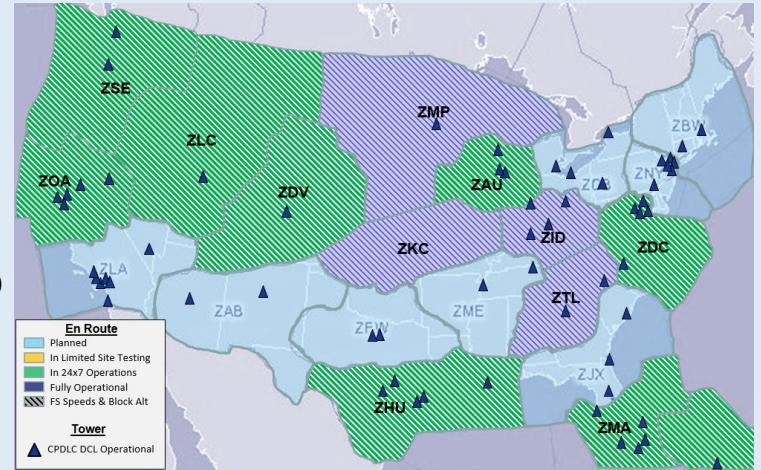 ZSE
ZMP
ZBW
ZLC
ZOA
ZAU
ZOB
ZNY
ZDV
ZID
ZDC
ZKC
ZLA
ZAB
ZME
ZTL
ZFW
ZJX
ZHU
ZMA
En Route
Planned
In Limited Site Testing
In 24x7 Operations
Fully Operational
FS Speeds & Block Alt
Tower
CPDLC DCL Operational